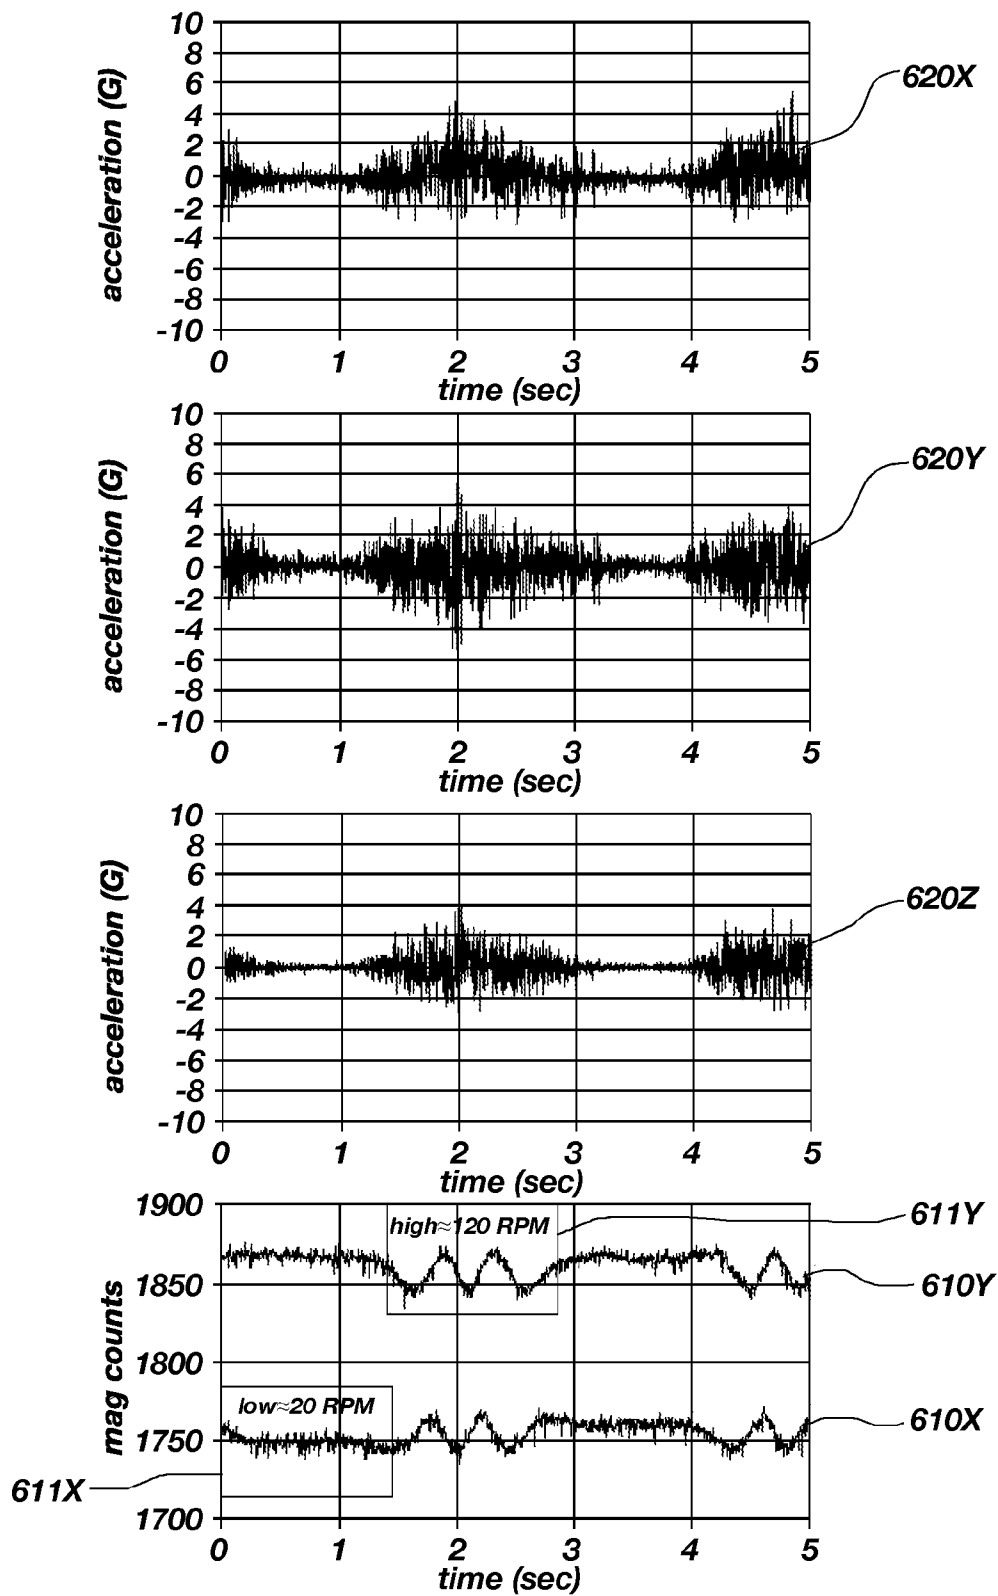 10
8
6
4
2
0
-2
-4
-6
-8
-10
acceleration (G)
620X
0 1 2 3 4 5
time (sec)
10
8
6
4
2
0
-2
-4
-6
-8
-10
acceleration (G)
620Y
0 1 2 3 4 5
time (sec)
10
8
6
4
2
0
-2
-4
-6
-8
-10
acceleration (G)
620Z
0 1 2 3 4 5
time (sec)
1900
1850
1800
1750
1700
mag counts
high≈120 RPM
611Y
610Y
low≈20 RPM
610X
611X
0 1 2 3 4 5
time (sec)